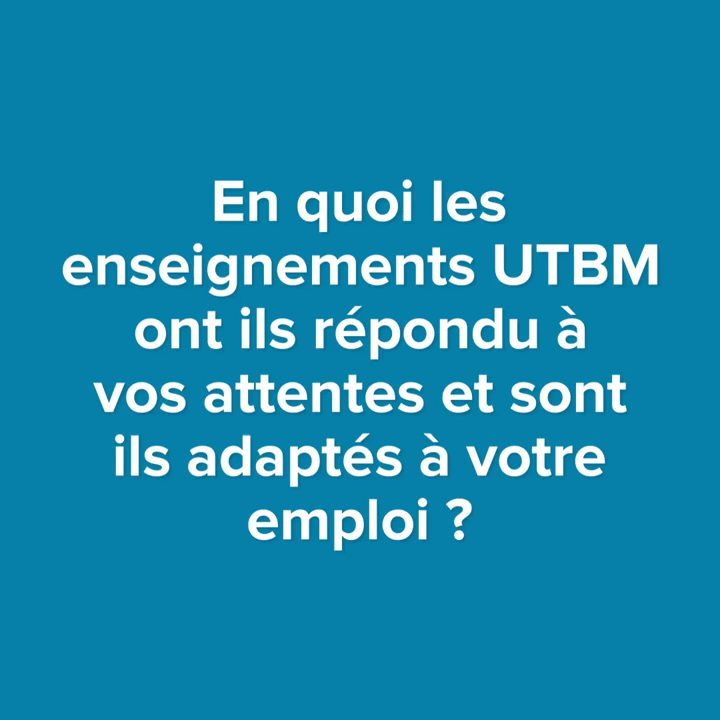 En quoi les
enseignements UTBM
ont ils répondu à
vos attentes et sont
ils adaptés à votre
emploi ?